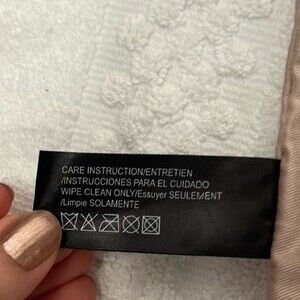 CARE INSTRUCTION/ENTRETIEN
/INSTRUCCIONES PARA EL CUIDADO
WIPE CLEAN ONLY/Essuyer SEULEMENT
/Limpie SOLAMENTE